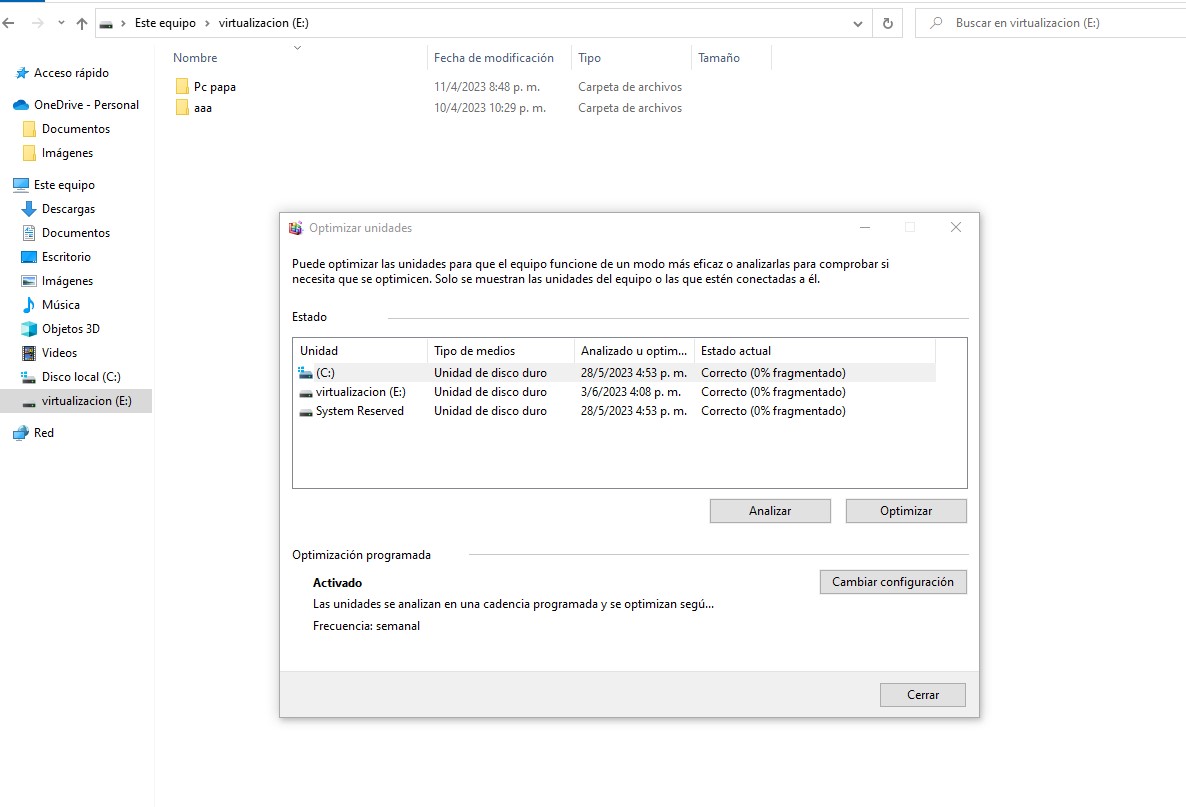 Este equipo > virtualizacion (E:)
Buscar en virtualizacion (E:)
Nombre Fecha de modificación Tipo Tamaño
Pc papa 11/4/2023 8:48 p. m. Carpeta de archivos
aaa 10/4/2023 10:29 p. m. Carpeta de archivos
Acceso rápido
OneDrive - Personal
Documentos
Imágenes
Este equipo
Descargas
Documentos
Escritorio
Imágenes
Música
Objetos 3D
Videos
Disco local (C:)
virtualizacion (E:)
Red
Optimizar unidades
Puede optimizar las unidades para que el equipo funcione de un modo más eficaz o analizarlas para comprobar si
necesita que se optimicen. Solo se muestran las unidades del equipo o las que estén conectadas a él.
Estado
Unidad Tipo de medios Analizado u optim... Estado actual
(C:) Unidad de disco duro 28/5/2023 4:53 p. m. Correcto (0% fragmentado)
virtualizacion (E:) Unidad de disco duro 3/6/2023 4:08 p. m. Correcto (0% fragmentado)
System Reserved Unidad de disco duro 28/5/2023 4:53 p. m. Correcto (0% fragmentado)
Analizar Optimizar
Optimización programada
Activado
Cambiar configuración
Las unidades se analizan en una cadencia programada y se optimizan segú...
Frecuencia: semanal
Cerrar